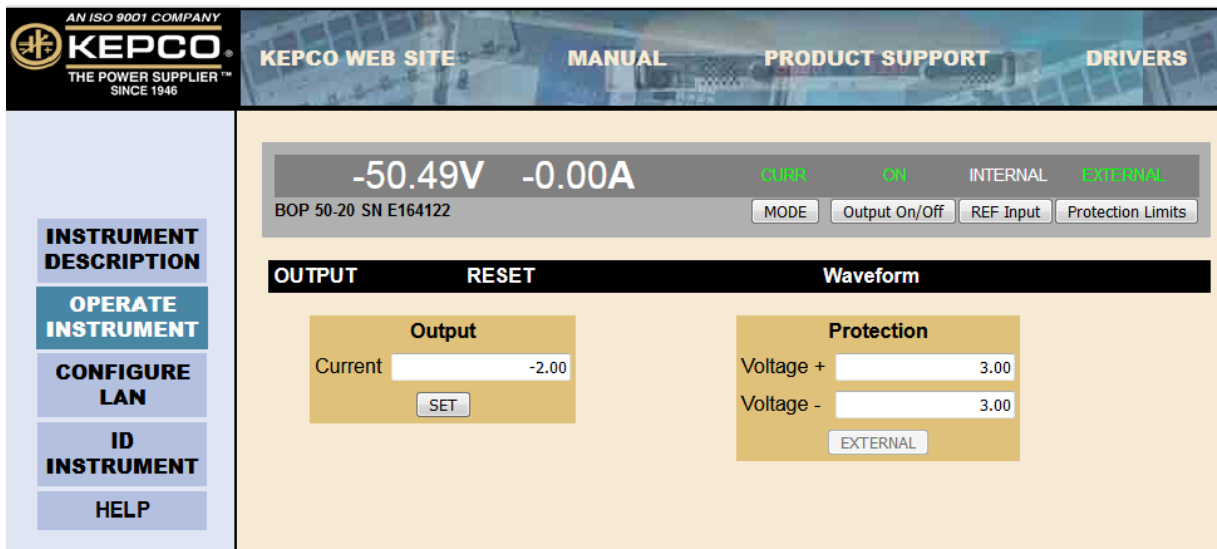 AN ISO 9001 COMPANY
KEPCO®
THE POWER SUPPLIER™
SINCE 1946
KEPCO WEB SITE MANUAL PRODUCT SUPPORT DRIVERS
-50.49V -0.00A CURR ON INTERNAL EXTERNAL
BOP 50-20 SN E164122 MODE Output On/Off REF Input Protection Limits
INSTRUMENT
DESCRIPTION
OPERATE
INSTRUMENT
CONFIGURE
LAN
ID
INSTRUMENT
HELP
OUTPUT RESET Waveform
Output
Current -2.00
SET
Protection
Voltage + 3.00
Voltage - 3.00
EXTERNAL